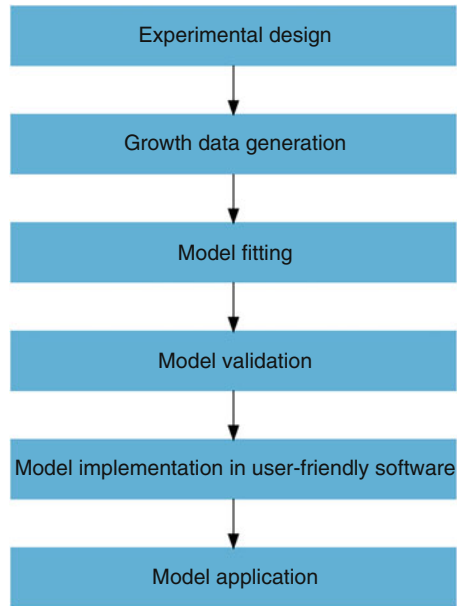 Experimental design
Growth data generation
Model fitting
Model validation
Model implementation in user-friendly software
Model application